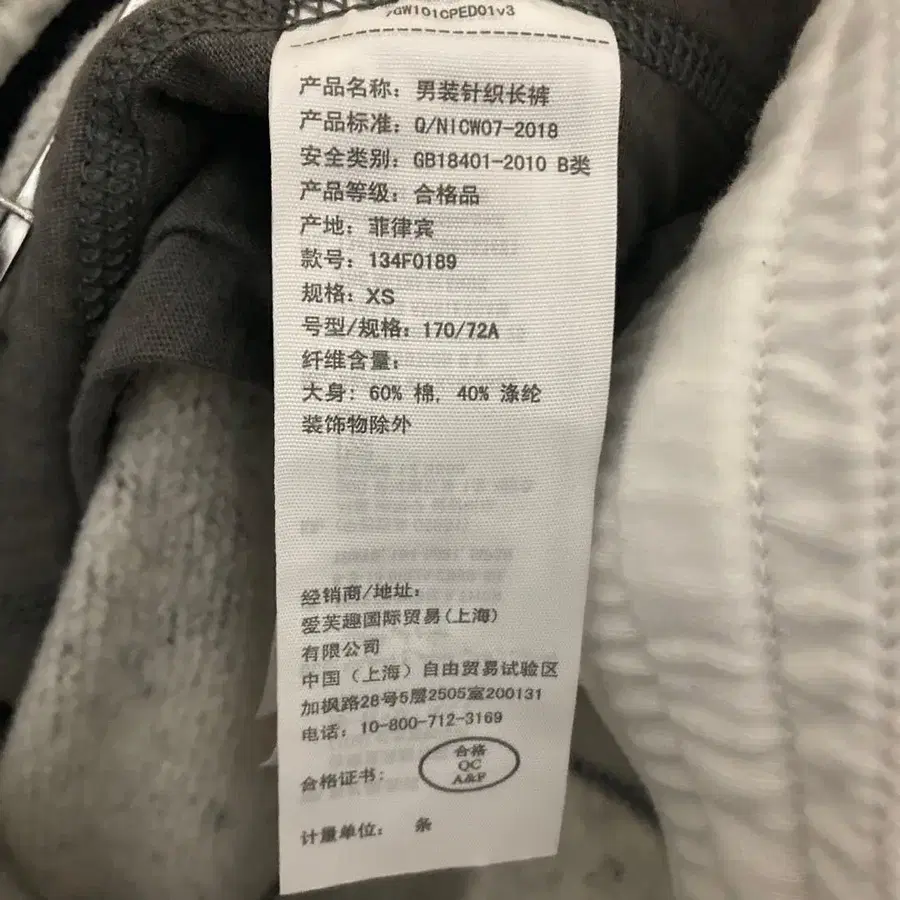 GW101CPED01v3
产品名称：男装针织长裤
产品标准：Q/NICW07-2018
安全类别：GB18401-2010 B类
产品等级：合格品
产地：菲律宾
款号：134F0189
规格：XS
号型/规格：170/72A
纤维含量：
大身：60% 棉, 40% 涤纶
装饰物除外
经销商/地址：
爱芙趣国际贸易(上海)
有限公司
中国（上海）自由贸易试验区
加枫路28号5层2505室200131
电话：10-800-712-3169
合格证书：
合格
QC
A&F
计量单位： 条